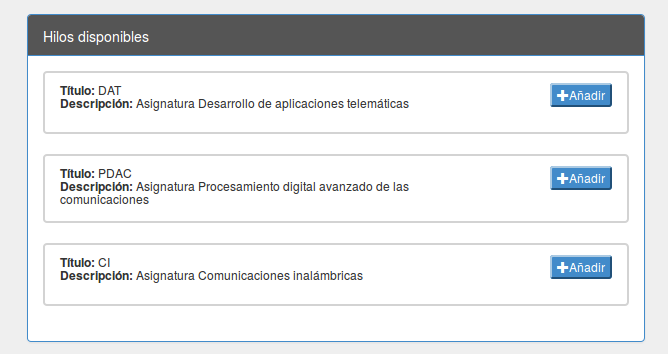 Hilos disponibles
Título: DAT
Descripción: Asignatura Desarrollo de aplicaciones telemáticas
Añadir
Título: PDAC
Descripción: Asignatura Procesamiento digital avanzado de las
comunicaciones
Añadir
Título: CI
Descripción: Asignatura Comunicaciones inalámbricas
Añadir